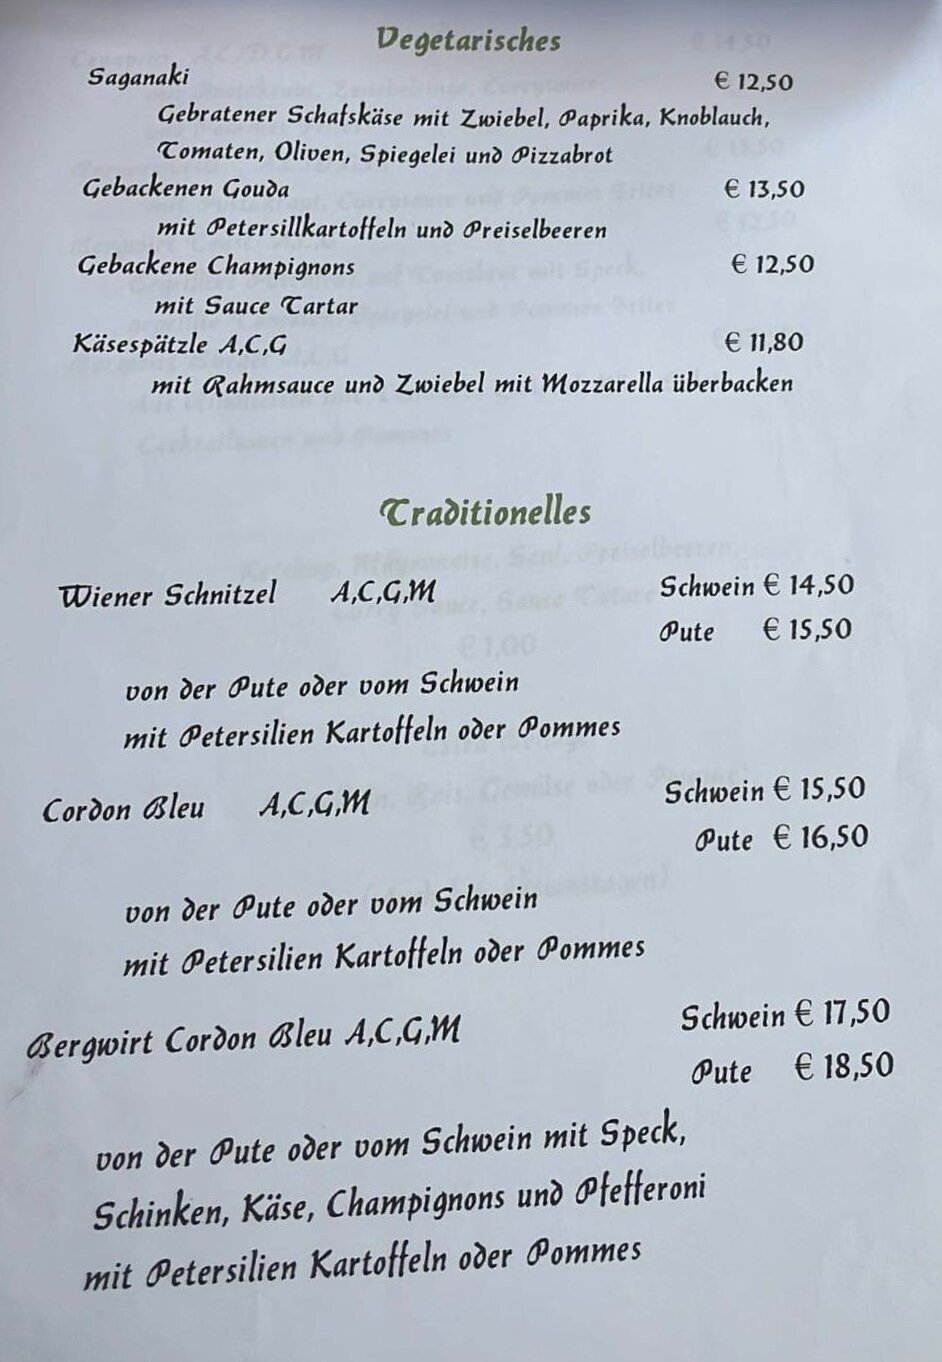 Vegetarisches
Saganaki € 12,50
Gebratener Schafskäse mit Zwiebel, Paprika, Knoblauch,
Tomaten, Oliven, Spiegelei und Pizzabrot
Gebackenen Gouda € 13,50
mit Petersillkartoffeln und Preiselbeeren
Gebackene Champignons € 12,50
mit Sauce Tartar
Käsespätzle A,C,G € 11,80
mit Rahmsauce und Zwiebel mit Mozzarella überbacken
Traditionelles
Wiener Schnitzel A,C,G,M Schwein € 14,50
Pute € 15,50
von der Pute oder vom Schwein
mit Petersilien Kartoffeln oder Pommes
Cordon Bleu A,C,G,M Schwein € 15,50
Pute € 16,50
von der Pute oder vom Schwein
mit Petersilien Kartoffeln oder Pommes
Bergwirt Cordon Bleu A,C,G,M Schwein € 17,50
Pute € 18,50
von der Pute oder vom Schwein mit Speck,
Schinken, Käse, Champignons und Pfefferoni
mit Petersilien Kartoffeln oder Pommes